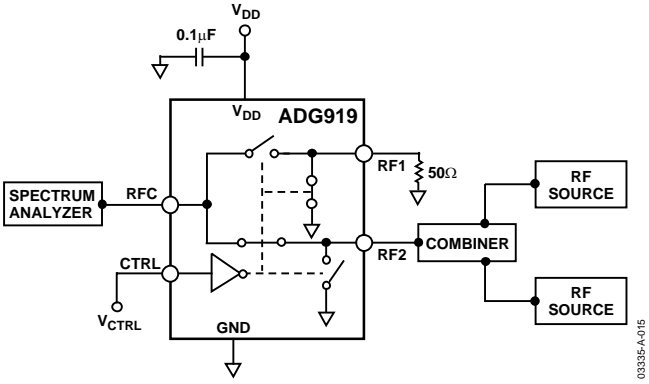 VDD
0.1μF
VDD
ADG919
RF1
50Ω
RF
SOURCE
SPECTRUM
ANALYZER
RFC
COMBINER
RF2
CTRL
VCTRL
RF
SOURCE
GND
03335-A-015